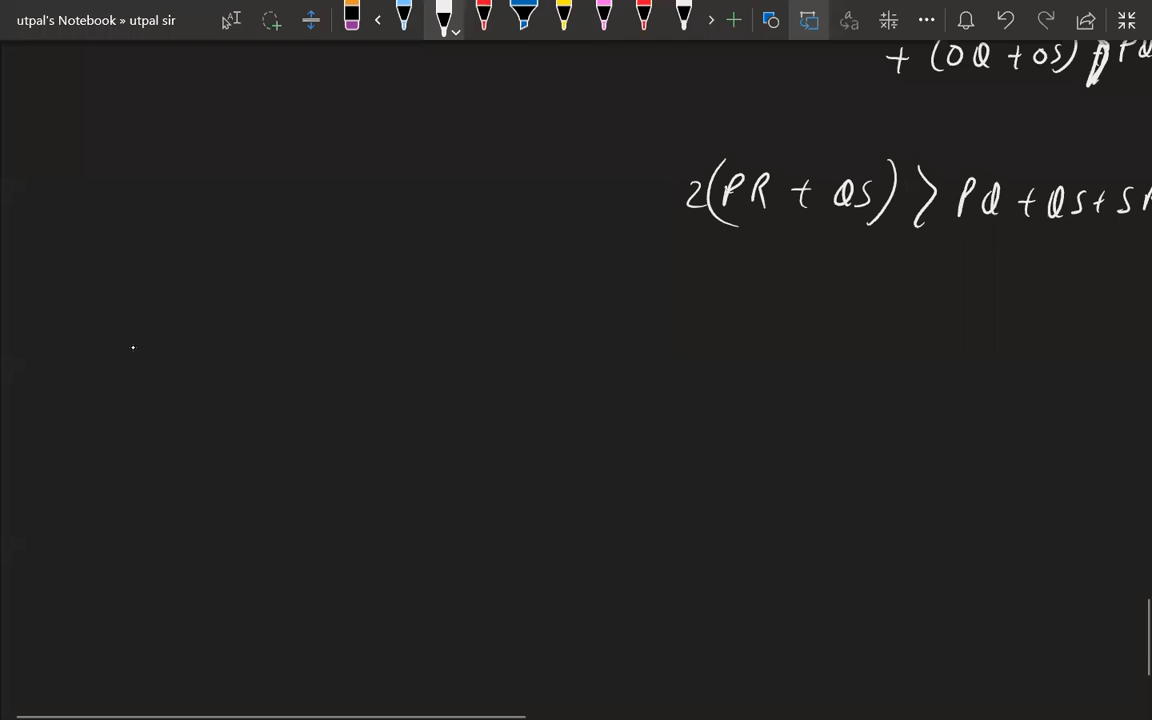 utpal's Notebook » utpal sir
+ (OQ + OS)
2(PR + QS) > PQ + QS + S